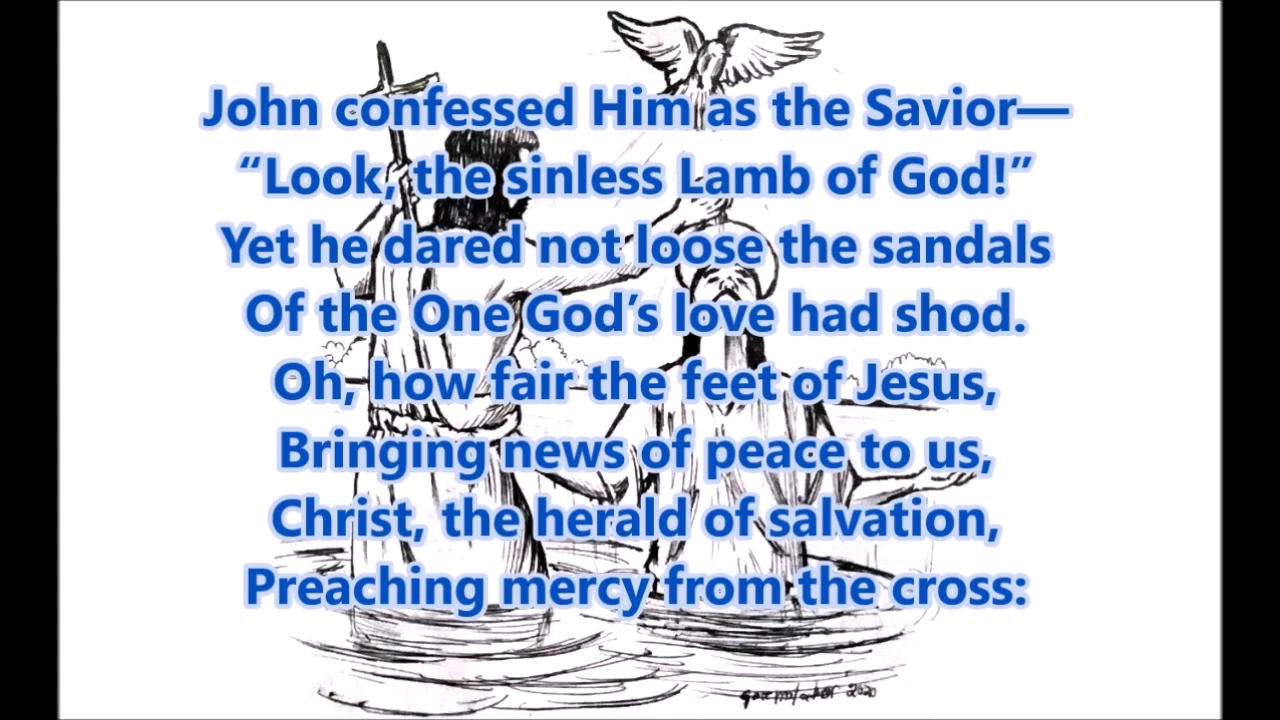 John confessed Him as the Savior—
“Look, the sinless Lamb of God!”
Yet he dared not loose the sandals
Of the One God’s love had shod.
Oh, how fair the feet of Jesus,
Bringing news of peace to us,
Christ, the herald of salvation,
Preaching mercy from the cross:
2020